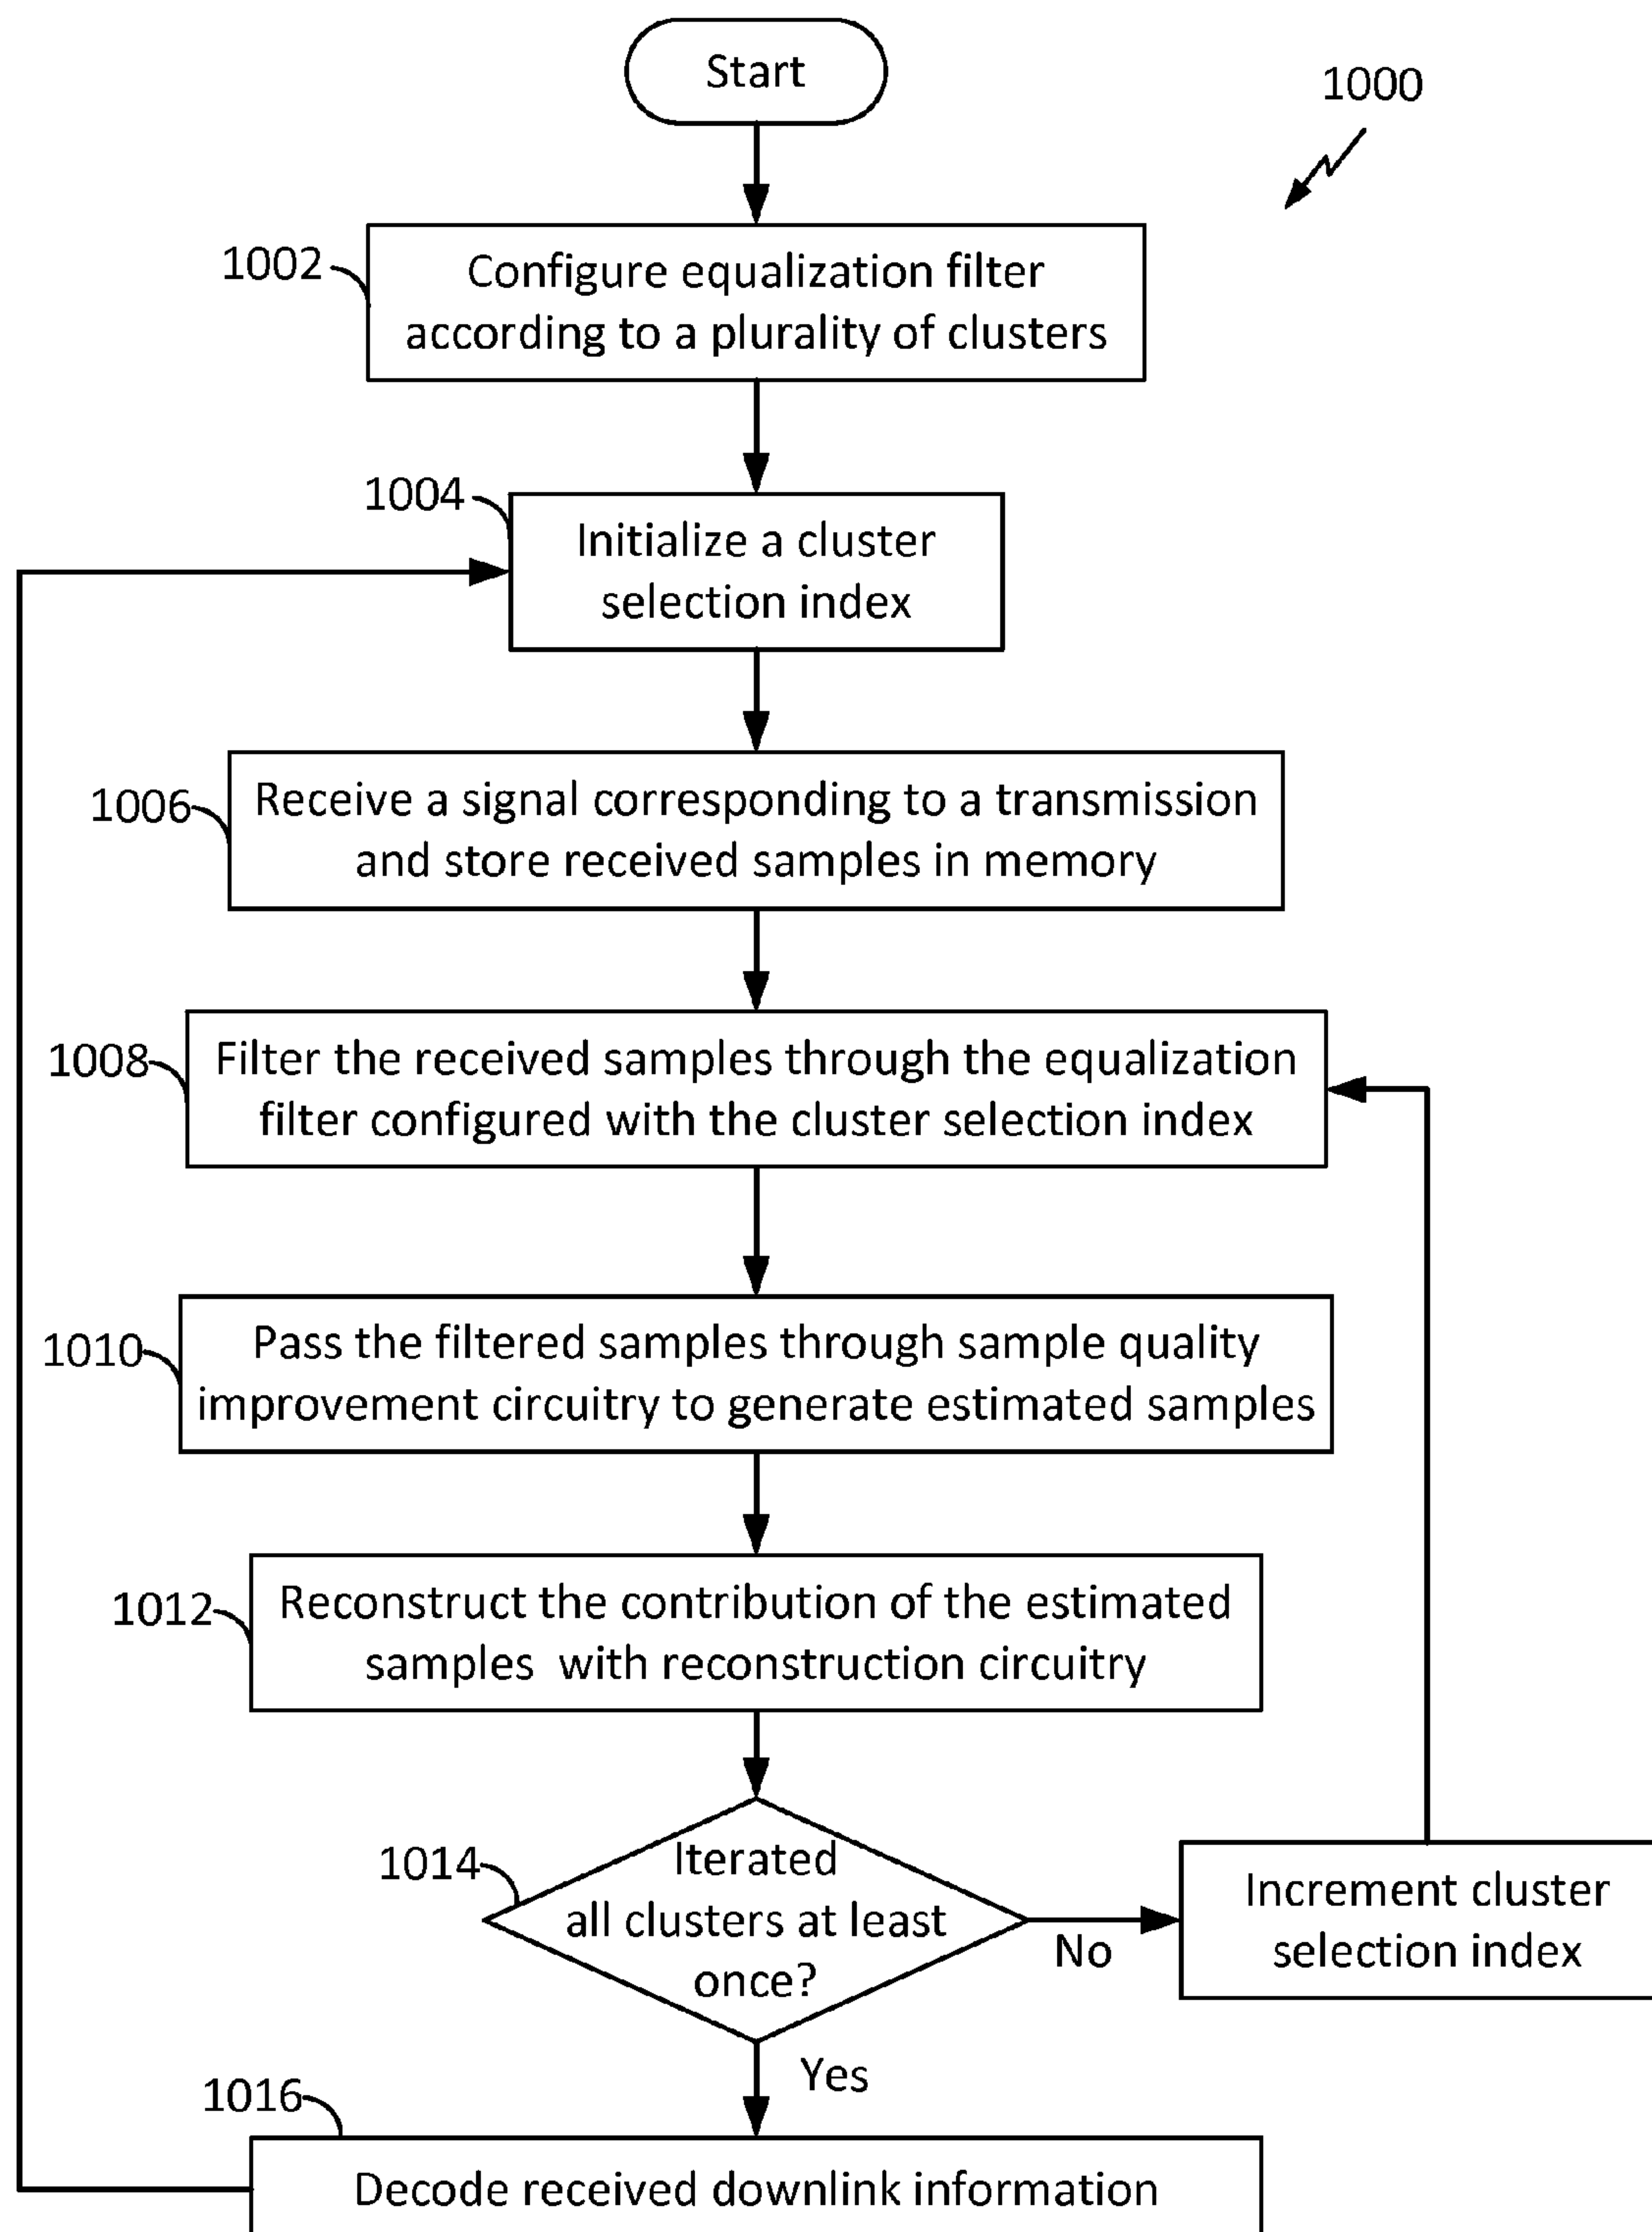 Start
1000
1002
Configure equalization filter
according to a plurality of clusters
1004
Initialize a cluster
selection index
1006
Receive a signal corresponding to a transmission
and store received samples in memory
1008
Filter the received samples through the equalization
filter configured with the cluster selection index
1010
Pass the filtered samples through sample quality
improvement circuitry to generate estimated samples
1012
Reconstruct the contribution of the estimated
samples with reconstruction circuitry
1014
Iterated
all clusters at least
once?
No
Increment cluster
selection index
Yes
1016
Decode received downlink information